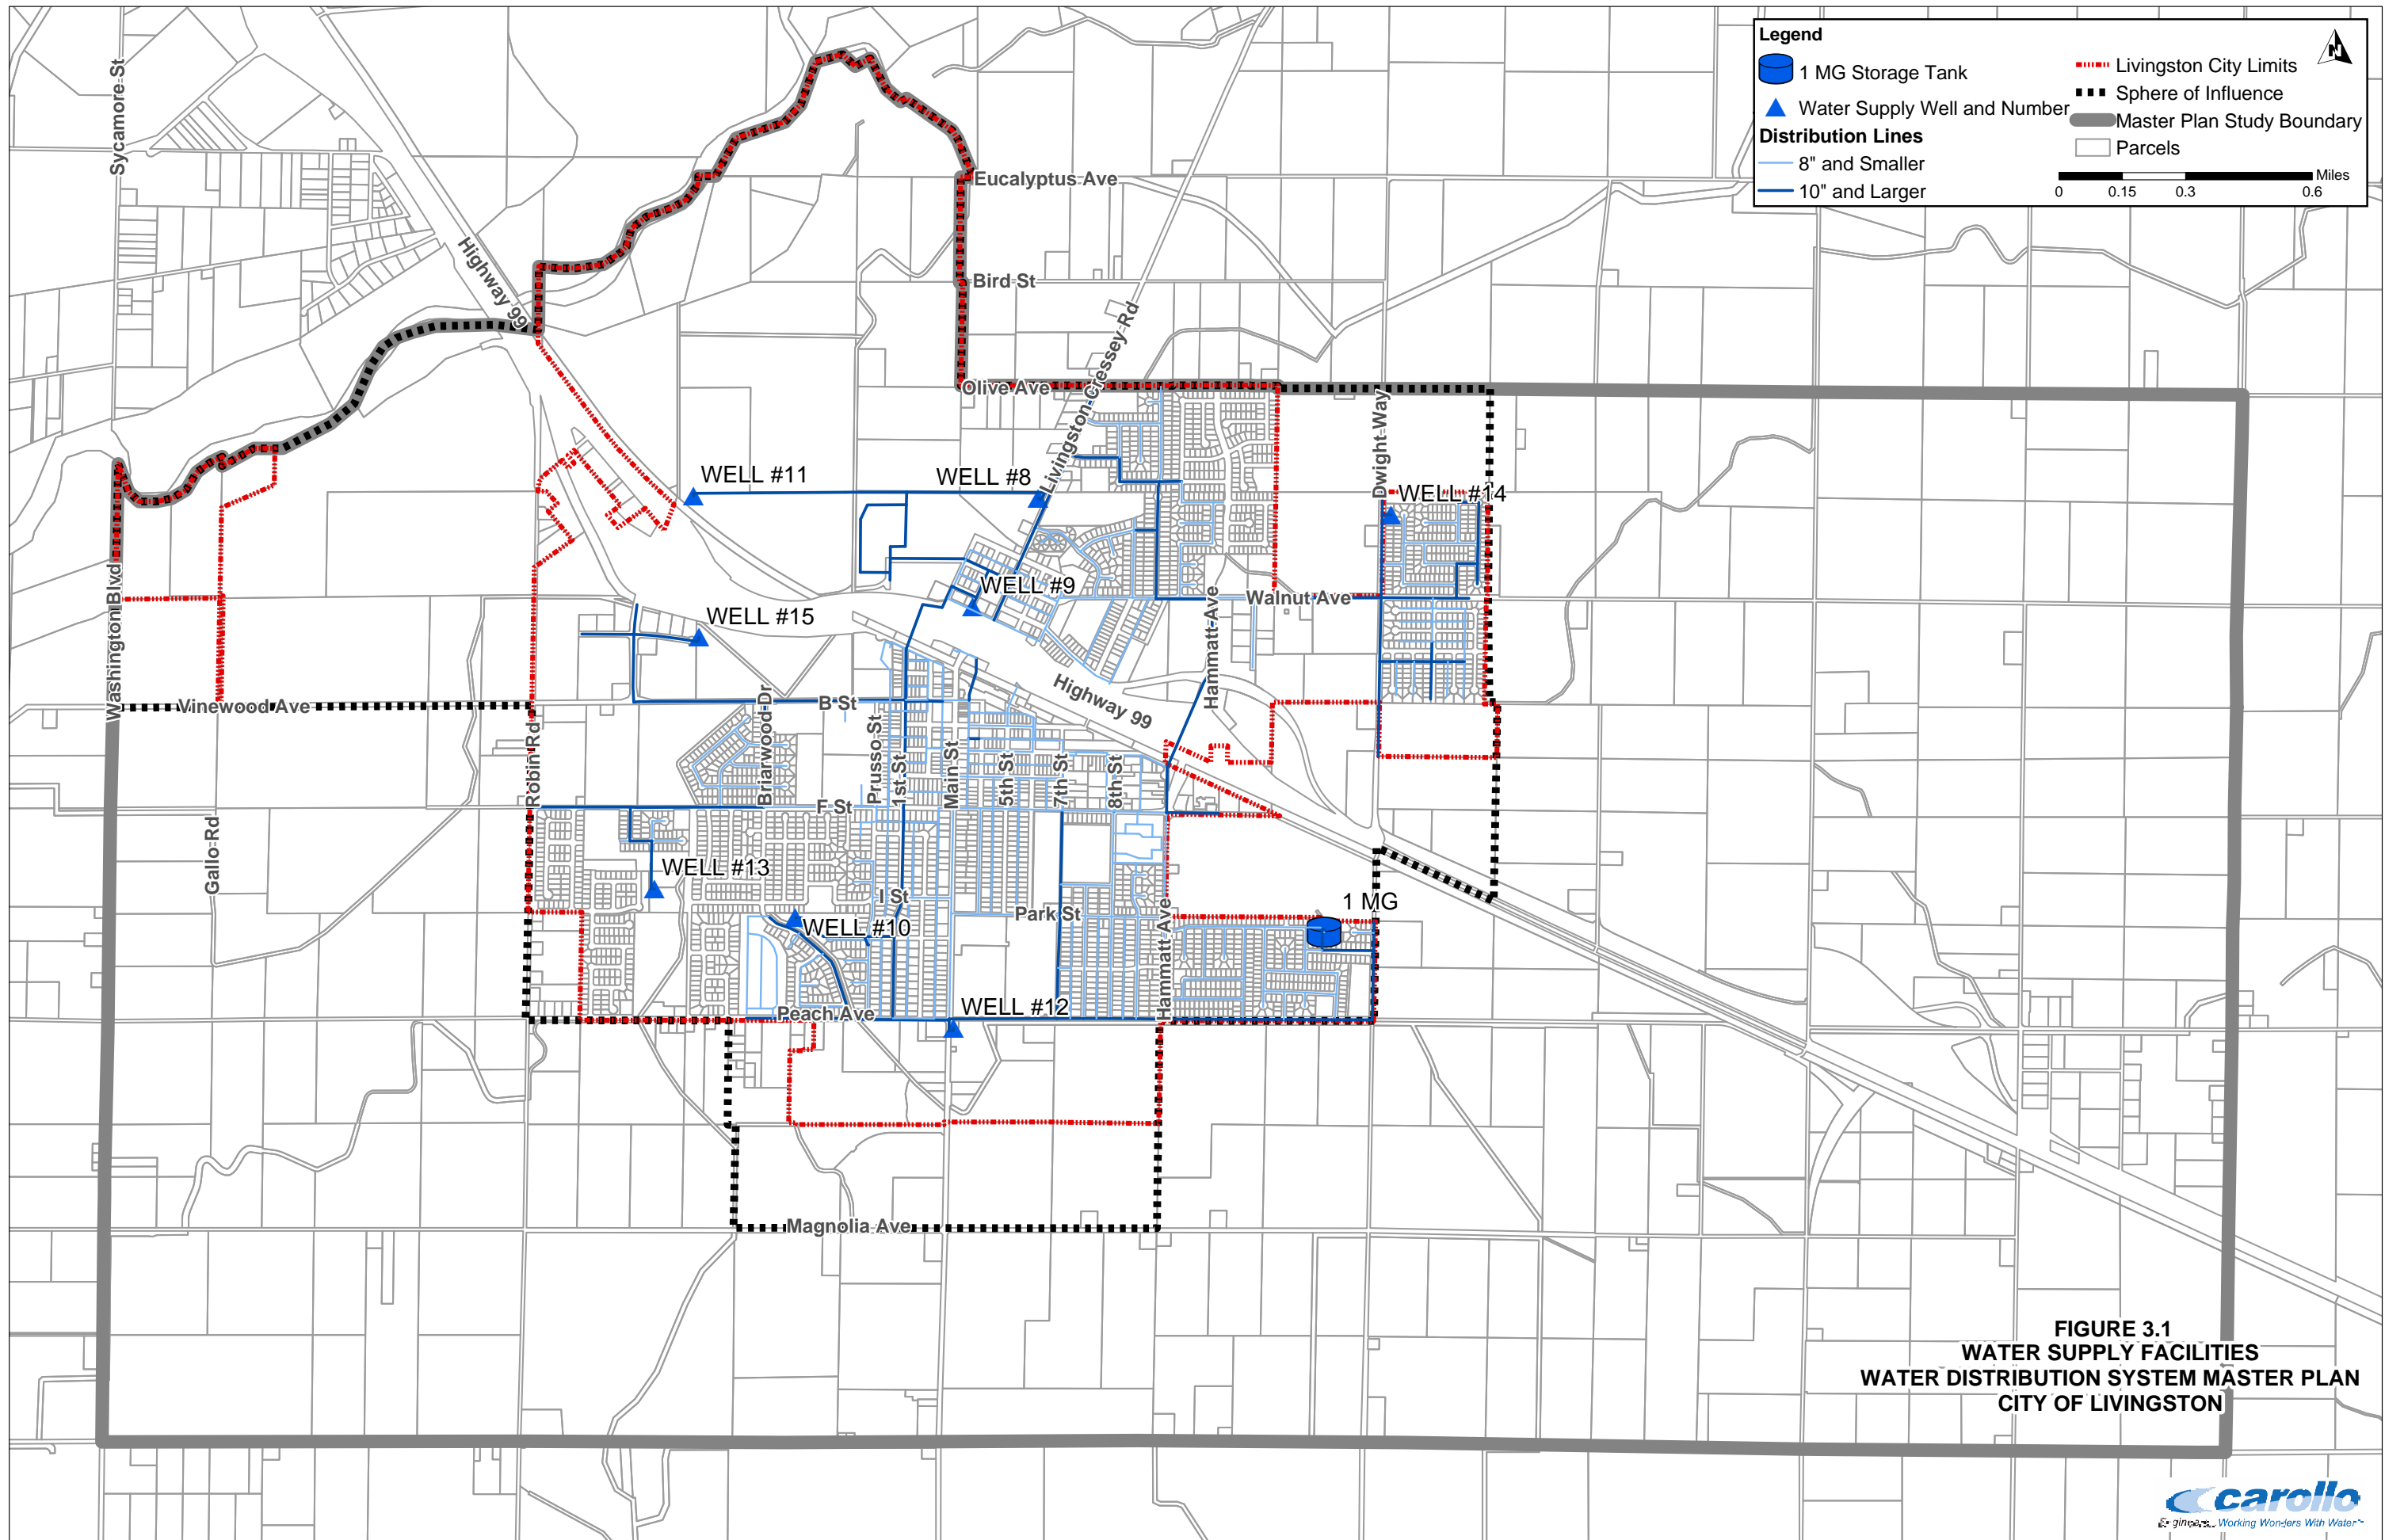 Legend
1 MG Storage Tank
Water Supply Well and Number
Distribution Lines
8" and Smaller
10" and Larger
Livingston City Limits
Sphere of Influence
Master Plan Study Boundary
Parcels
Miles
0 0.15 0.3 0.6
N
Sycamore St
Highway 99
Eucalyptus Ave
Bird St
Livingston Cressey Rd
Olive Ave
Dwight Way
WELL #11
WELL #8
WELL #14
Washington Blvd
WELL #9
Walnut Ave
Hammatt Ave
WELL #15
Vinewood Ave
Robin Rd
Briarwood Dr
B St
Highway 99
Prusso St
1st St
Main St
5th St
7th St
8th St
F St
Gallo Rd
WELL #13
I St
Park St
1 MG
WELL #10
Hammatt Ave
WELL #12
Peach Ave
Magnolia Ave
FIGURE 3.1
WATER SUPPLY FACILITIES
WATER DISTRIBUTION SYSTEM MASTER PLAN
CITY OF LIVINGSTON
carollo
Engineers...Working Wonders With Water™